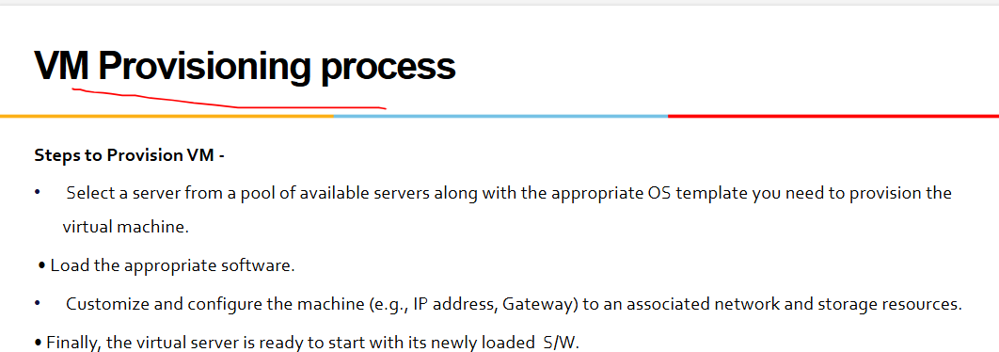 VM Provisioning process
Steps to Provision VM -
• Select a server from a pool of available servers along with the appropriate OS template you need to provision the
virtual machine.
• Load the appropriate software.
• Customize and configure the machine (e.g., IP address, Gateway) to an associated network and storage resources.
• Finally, the virtual server is ready to start with its newly loaded S/W.